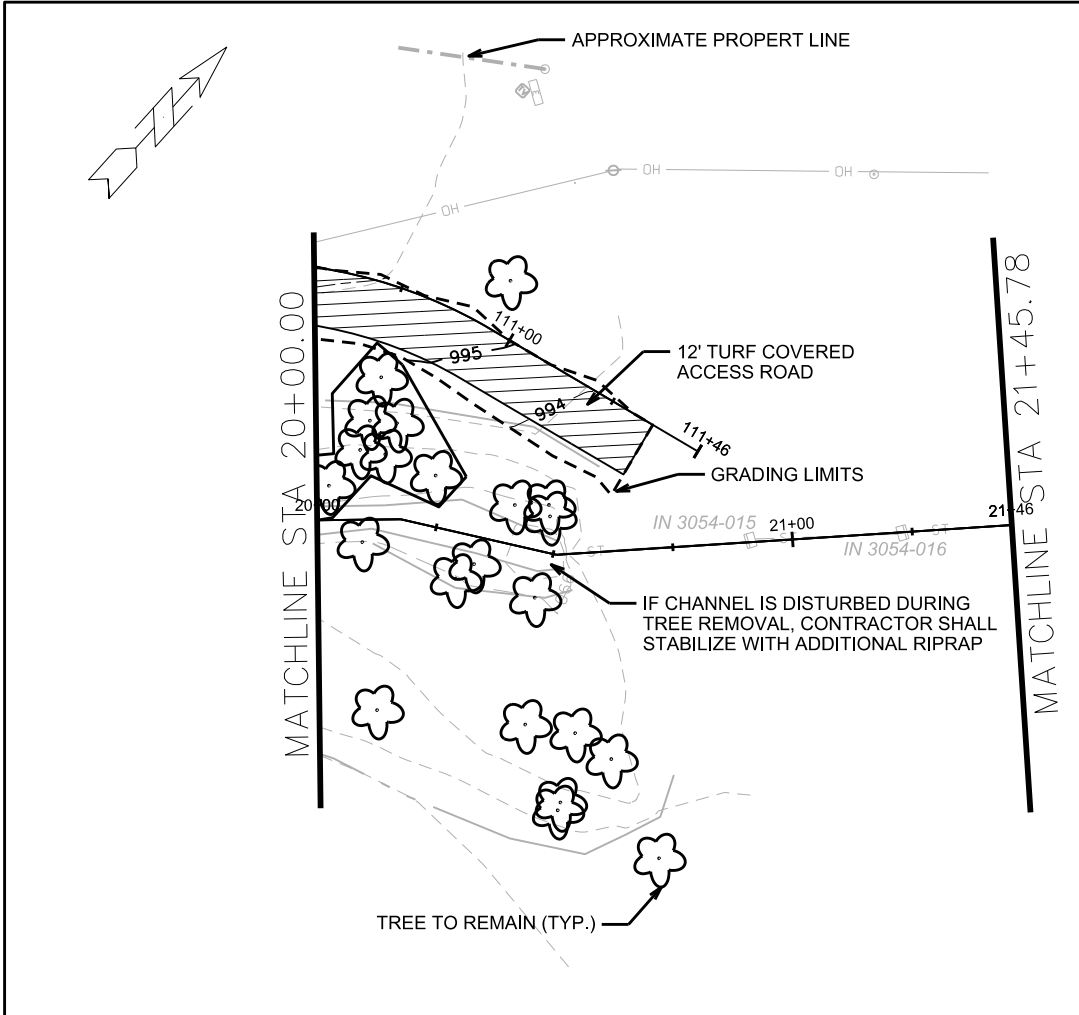 APPROXIMATE PROPERT LINE
OH
OH
OH
MATCHLINE STA 20+00.00
MATCHLINE STA 21+45.78
111+00
995
12' TURF COVERED
ACCESS ROAD
994
111+46
GRADING LIMITS
20+00
IN 3054-015
21+00
21+46
ST
ST
IN 3054-016
IF CHANNEL IS DISTURBED DURING
TREE REMOVAL, CONTRACTOR SHALL
STABILIZE WITH ADDITIONAL RIPRAP
TREE TO REMAIN (TYP.)